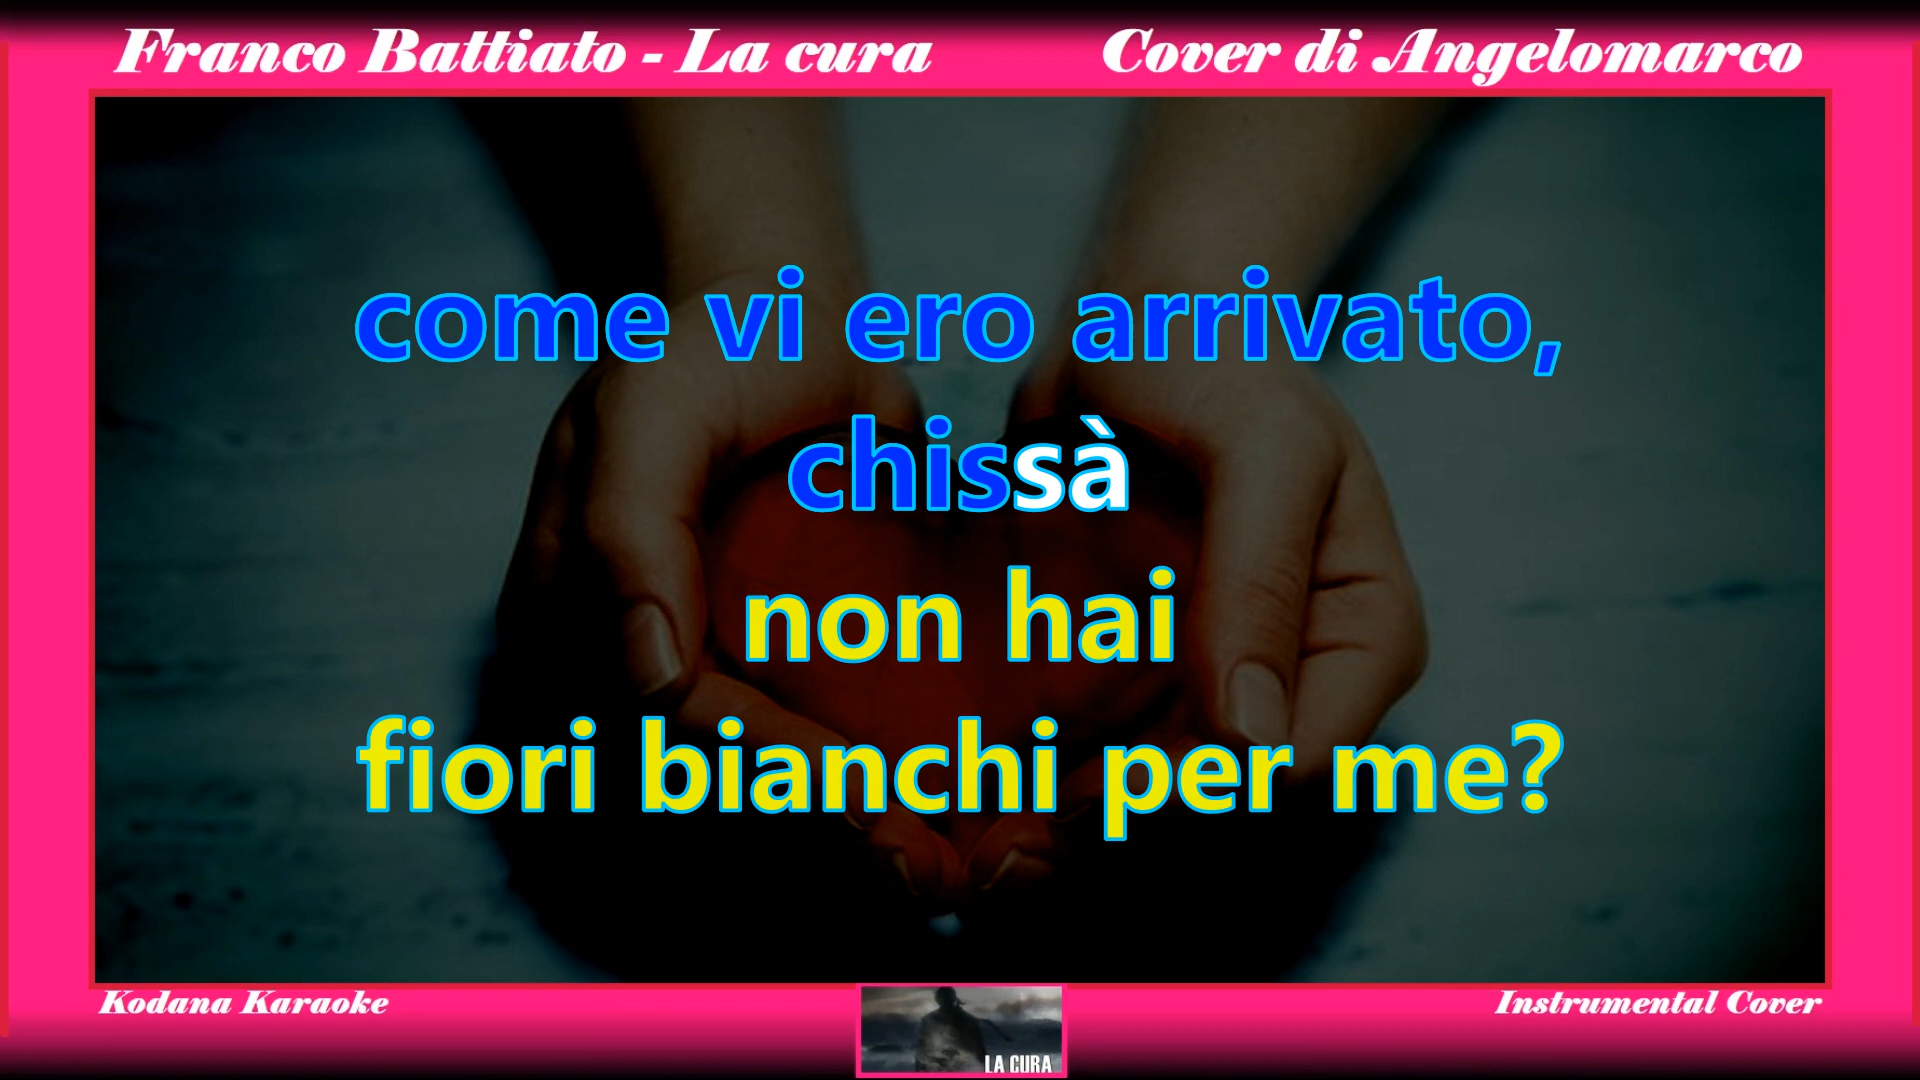 Franco Battiato - La cura
Cover di Angelomarco
come vi ero arrivato,
chissà
non hai
fiori bianchi per me?
Kodana Karaoke
Instrumental Cover
LA CURA